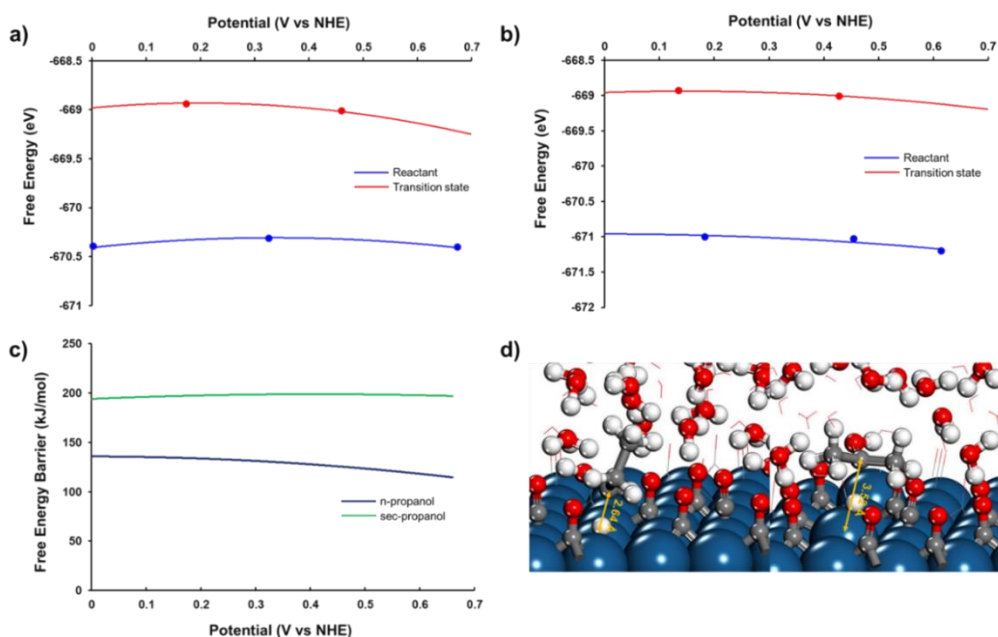 a)
Potential (V vs NHE)
0 0.1 0.2 0.3 0.4 0.5 0.6 0.7
-668.5
-669
-669.5
-670
-670.5
-671
Free Energy (eV)
Reactant
Transition state
b)
Potential (V vs NHE)
0 0.1 0.2 0.3 0.4 0.5 0.6 0.7
-668.5
-669
-669.5
-670
-670.5
-671
-671.5
-672
Free Energy (eV)
Reactant
Transition state
c)
250
200
150
100
50
0
Free Energy Barrier (kJ/mol)
n-propanol
sec-propanol
0 0.1 0.2 0.3 0.4 0.5 0.6 0.7
Potential (V vs NHE)
d)
2.64 Å